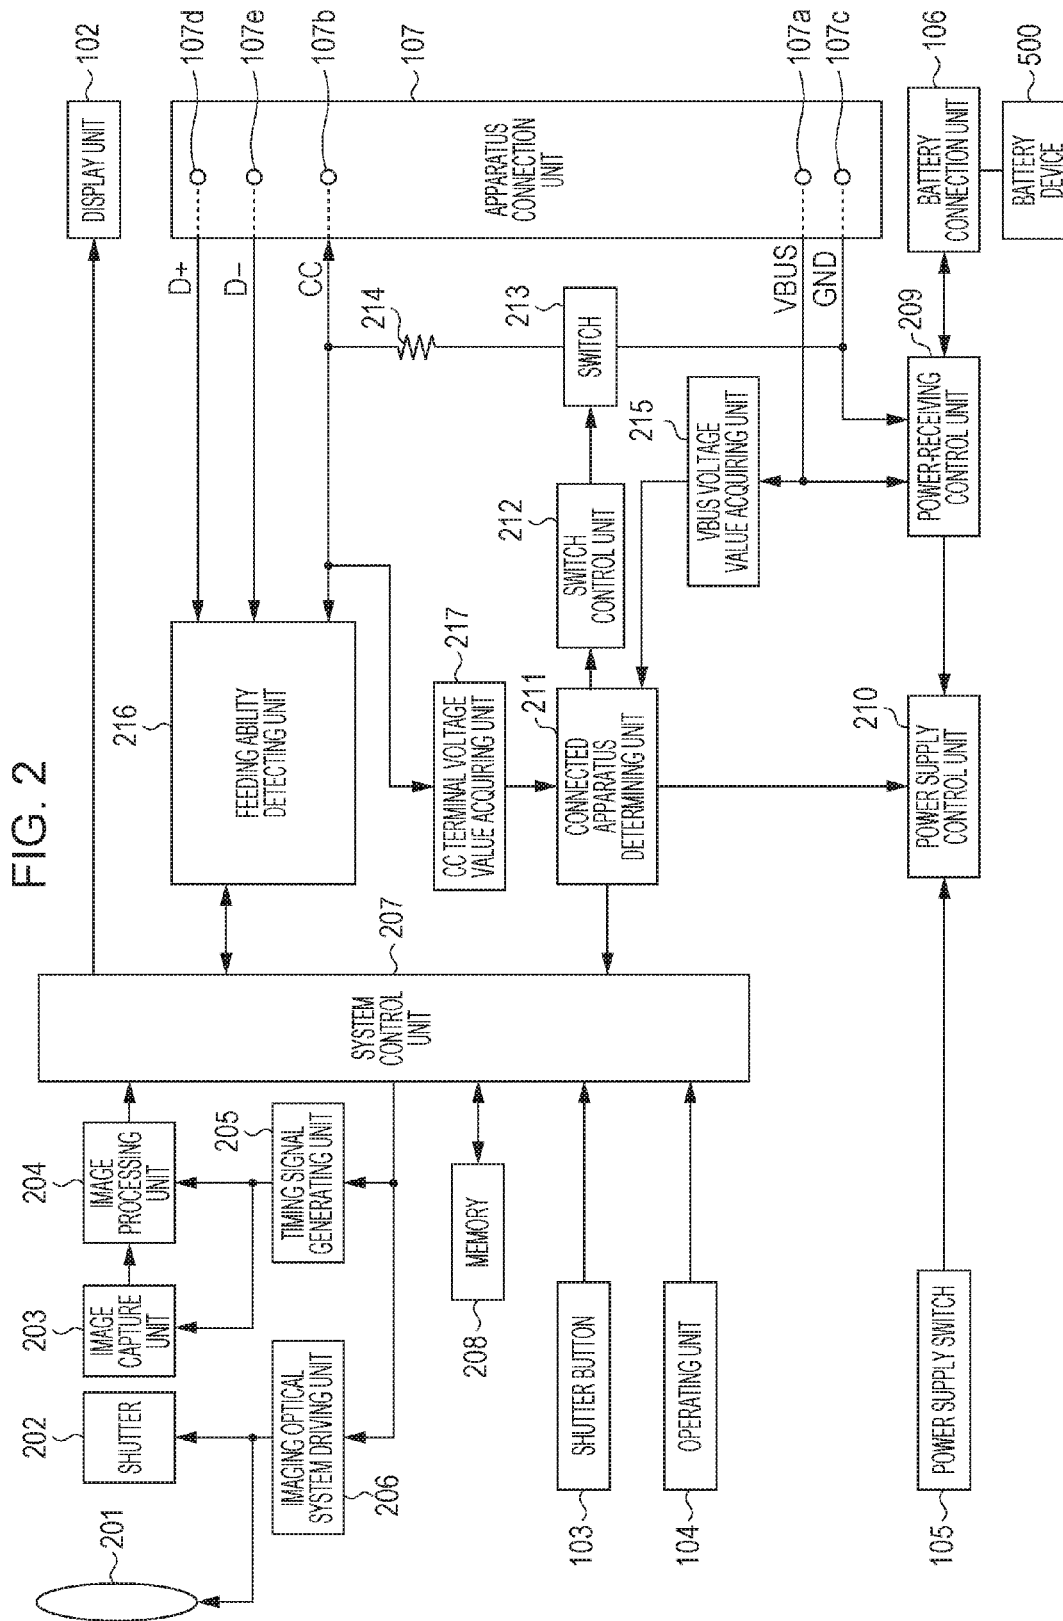 FIG. 2
201
202
SHUTTER
203
IMAGE
CAPTURE
UNIT
204
IMAGE
PROCESSING
UNIT
205
TIMING SIGNAL
GENERATING UNIT
IMAGING OPTICAL
SYSTEM DRIVING UNIT
206
MEMORY
208
SHUTTER BUTTON
103
OPERATING UNIT
104
POWER SUPPLY SWITCH
105
SYSTEM
CONTROL
UNIT
207
216
FEEDING ABILITY
DETECTING UNIT
217
CC TERMINAL VOLTAGE
VALUE ACQUIRING UNIT
211
CONNECTED
APPARATUS
DETERMINING UNIT
210
POWER SUPPLY
CONTROL UNIT
212
SWITCH
CONTROL UNIT
213
SWITCH
214
215
VBUS VOLTAGE
VALUE ACQUIRING UNIT
209
POWER-RECEIVING
CONTROL UNIT
D+
D−
CC
VBUS
GND
DISPLAY UNIT
102
107d
107e
107b
107
APPARATUS
CONNECTION
UNIT
107a
107c
BATTERY
CONNECTION UNIT
106
BATTERY
DEVICE
500